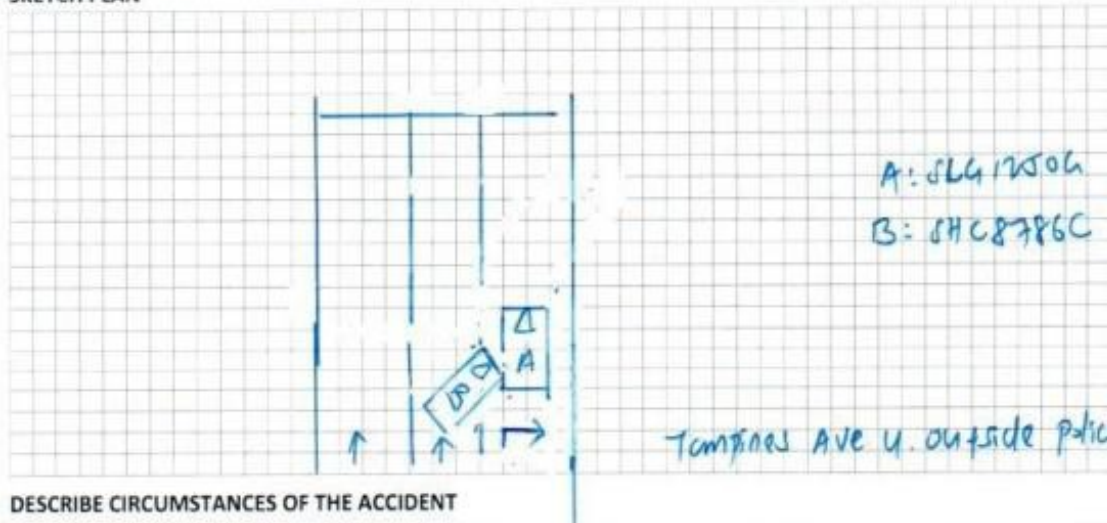 SKETCH PLAN
A: SLG1250G
B: SHC8786C
A
A
B
Tampines Ave 4. outside polic
DESCRIBE CIRCUMSTANCES OF THE ACCIDENT